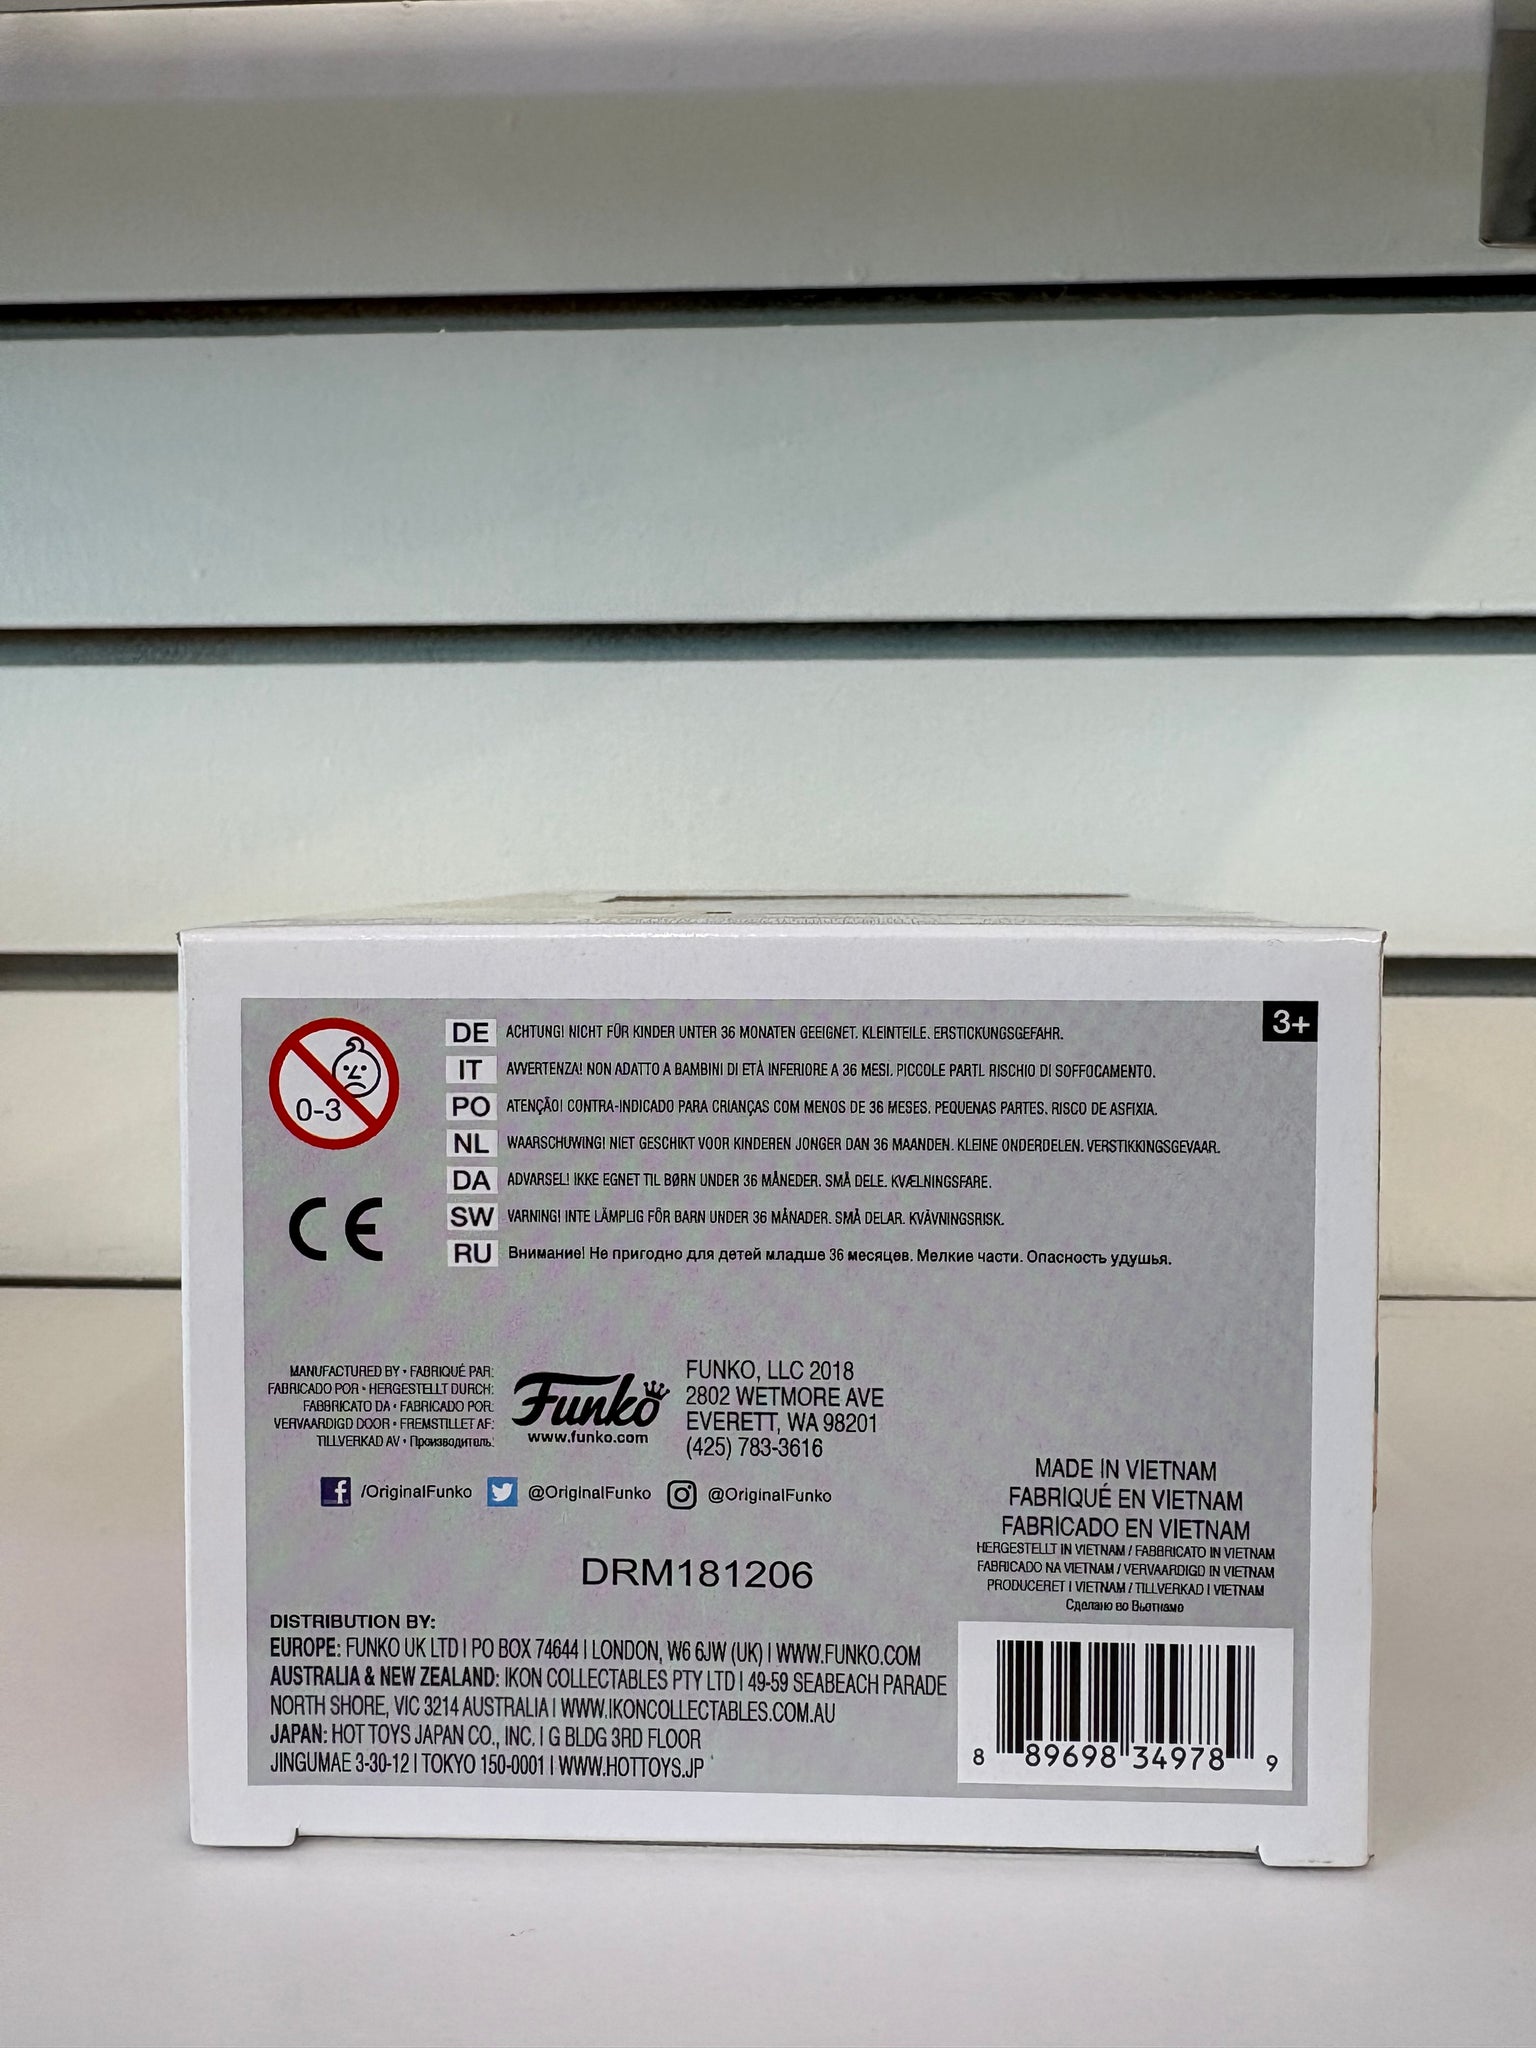 3+
0-3
DE ACHTUNG! NICHT FÜR KINDER UNTER 36 MONATEN GEEIGNET. KLEINTEILE. ERSTICKUNGSGEFAHR.
IT AVVERTENZA! NON ADATTO A BAMBINI DI ETÀ INFERIORE A 36 MESI. PICCOLE PARTI. RISCHIO DI SOFFOCAMENTO.
PO ATENÇÃO! CONTRA-INDICADO PARA CRIANÇAS COM MENOS DE 36 MESES. PEQUENAS PARTES. RISCO DE ASFIXIA.
NL WAARSCHUWING! NIET GESCHIKT VOOR KINDEREN JONGER DAN 36 MAANDEN. KLEINE ONDERDELEN. VERSTIKKINGSGEVAAR.
DA ADVARSEL! IKKE EGNET TIL BØRN UNDER 36 MÅNEDER. SMÅ DELE. KVÆLNINGSFARE.
SW VARNING! INTE LÄMPLIG FÖR BARN UNDER 36 MÅNADER. SMÅ DELAR. KVÄVNINGSRISK.
RU Внимание! Не пригодно для детей младше 36 месяцев. Мелкие части. Опасность удушья.
CE
MANUFACTURED BY • FABRIQUÉ PAR:
FABRICADO POR • HERGESTELLT DURCH:
FABBRICATO DA • FABRICADO POR:
VERVAARDIGD DOOR • FREMSTILLET AF:
TILLVERKAD AV • Производитель:
Funko
www.funko.com
FUNKO, LLC 2018
2802 WETMORE AVE
EVERETT, WA 98201
(425) 783-3616
/OriginalFunko @OriginalFunko @OriginalFunko
MADE IN VIETNAM
FABRIQUÉ EN VIETNAM
FABRICADO EN VIETNAM
HERGESTELLT IN VIETNAM / FABBRICATO IN VIETNAM
FABRICADO NA VIETNAM / VERVAARDIGD IN VIETNAM
PRODUCERET I VIETNAM / TILLVERKAD I VIETNAM
Сделано во Вьетнаме
DRM181206
DISTRIBUTION BY:
EUROPE: FUNKO UK LTD | PO BOX 74644 | LONDON, W6 6JW (UK) | WWW.FUNKO.COM
AUSTRALIA & NEW ZEALAND: IKON COLLECTABLES PTY LTD | 49-59 SEABEACH PARADE
NORTH SHORE, VIC 3214 AUSTRALIA | WWW.IKONCOLLECTABLES.COM.AU
JAPAN: HOT TOYS JAPAN CO., INC. | G BLDG 3RD FLOOR
JINGUMAE 3-30-12 | TOKYO 150-0001 | WWW.HOTTOYS.JP
8 89698 34978 9